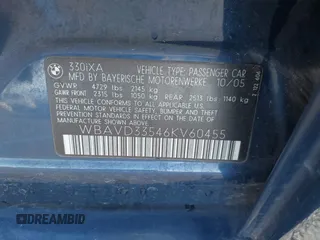 330iXA VEHICLE TYPE: PASSENGER CAR
MFD BY BAYERISCHE MOTORENWERKE 10/05
GVWR 4729 lbs 2145 kg
GAWR FRONT 2315 lbs 1050 kg REAR 2513 lbs 1140 kg
WBAVD33546KV60455
THIS VEHICLE CONFORMS TO ALL APPLICABLE FEDERAL
MOTOR VEHICLE SAFETY, BUMPER, AND THEFT PREVENTION
STANDARDS IN EFFECT ON THE DATE OF
MANUFACTURE SHOWN ABOVE
DREAMBID